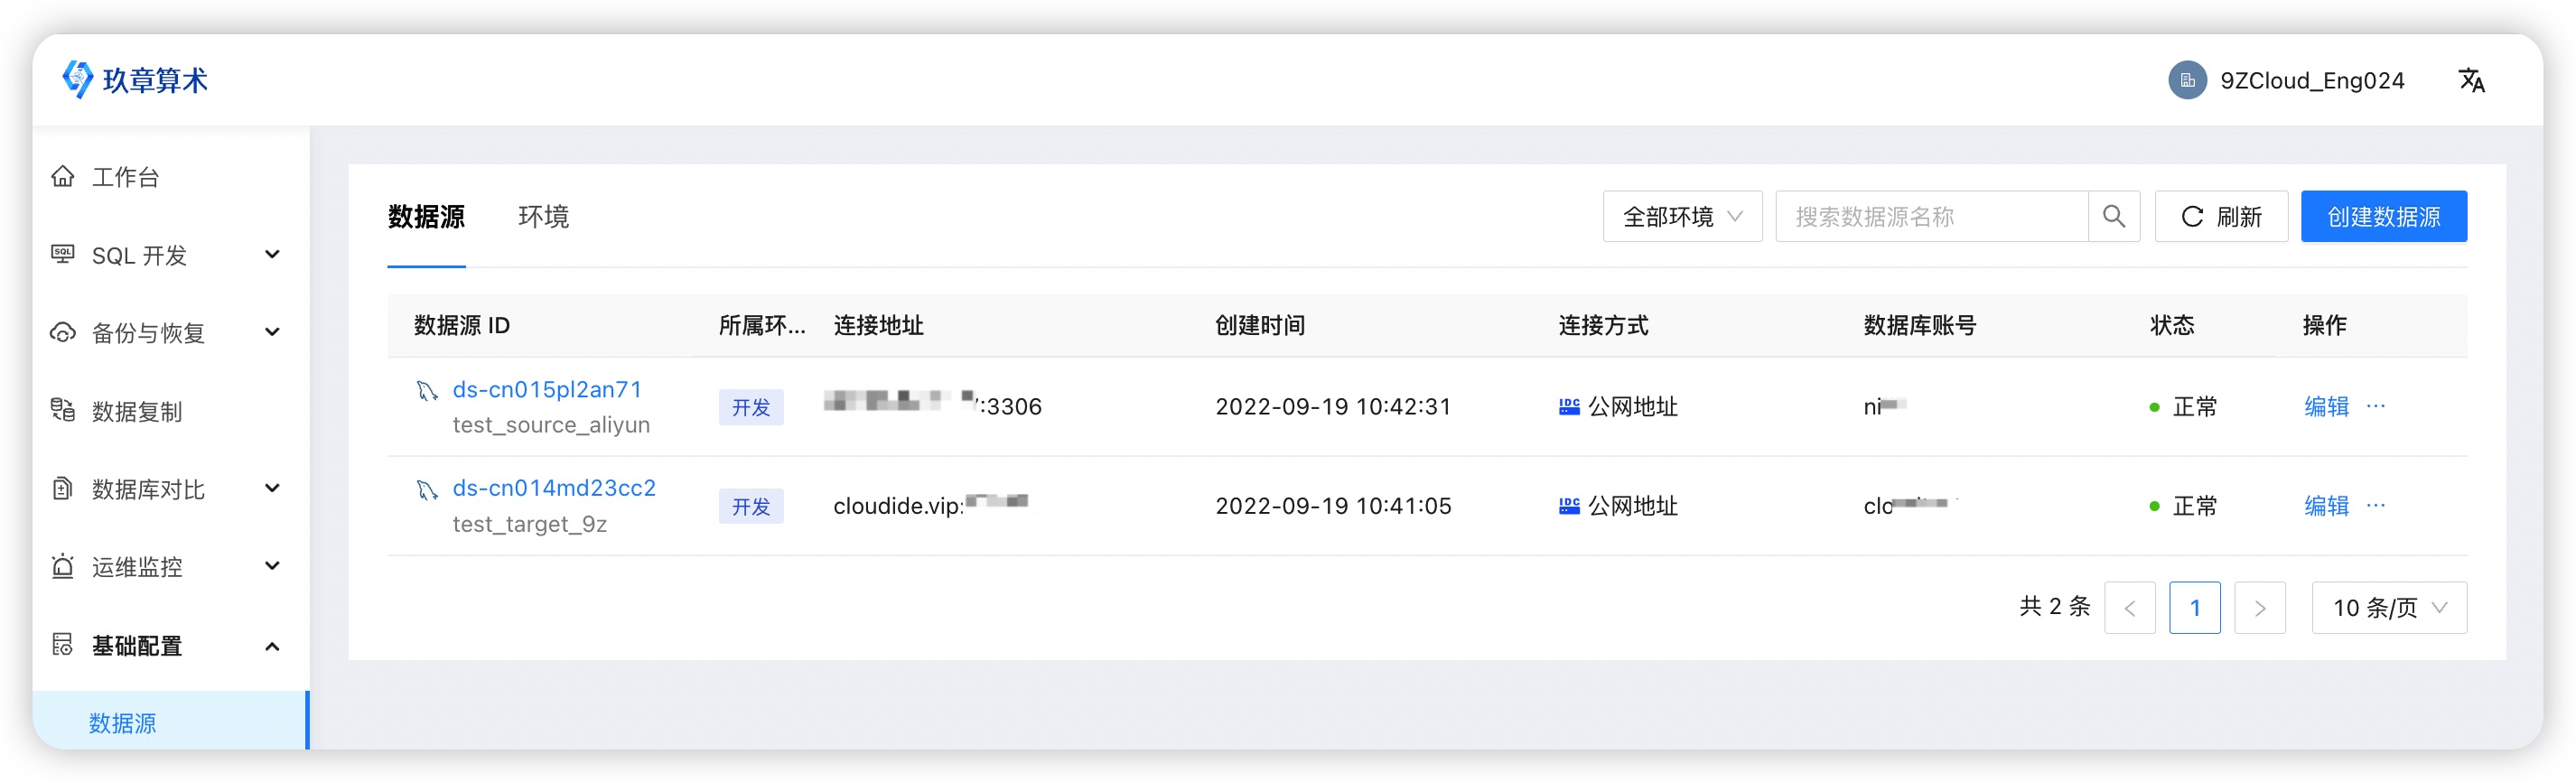 玖章算术
9ZCloud_Eng024
工作台
SQL 开发
备份与恢复
数据复制
数据库对比
运维监控
基础配置
数据源
数据源 环境
全部环境 搜索数据源名称 刷新 创建数据源
数据源 ID 所属环... 连接地址 创建时间 连接方式 数据库账号 状态 操作
ds-cn015pl2an71
test_source_aliyun
开发 :3306 2022-09-19 10:42:31 IDC 公网地址 ni 正常 编辑 ···
ds-cn014md23cc2
test_target_9z
开发 cloudide.vip: 2022-09-19 10:41:05 IDC 公网地址 clo 正常 编辑 ···
共 2 条 < 1 > 10 条/页